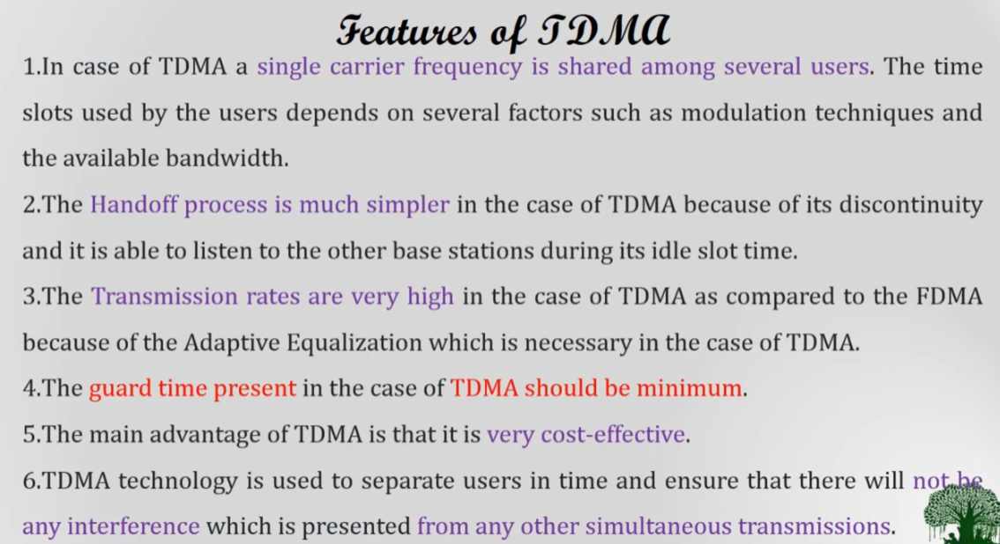 Features of TDMA
1.In case of TDMA a single carrier frequency is shared among several users. The time
slots used by the users depends on several factors such as modulation techniques and
the available bandwidth.
2.The Handoff process is much simpler in the case of TDMA because of its discontinuity
and it is able to listen to the other base stations during its idle slot time.
3.The Transmission rates are very high in the case of TDMA as compared to the FDMA
because of the Adaptive Equalization which is necessary in the case of TDMA.
4.The guard time present in the case of TDMA should be minimum.
5.The main advantage of TDMA is that it is very cost-effective.
6.TDMA technology is used to separate users in time and ensure that there will not be
any interference which is presented from any other simultaneous transmissions.